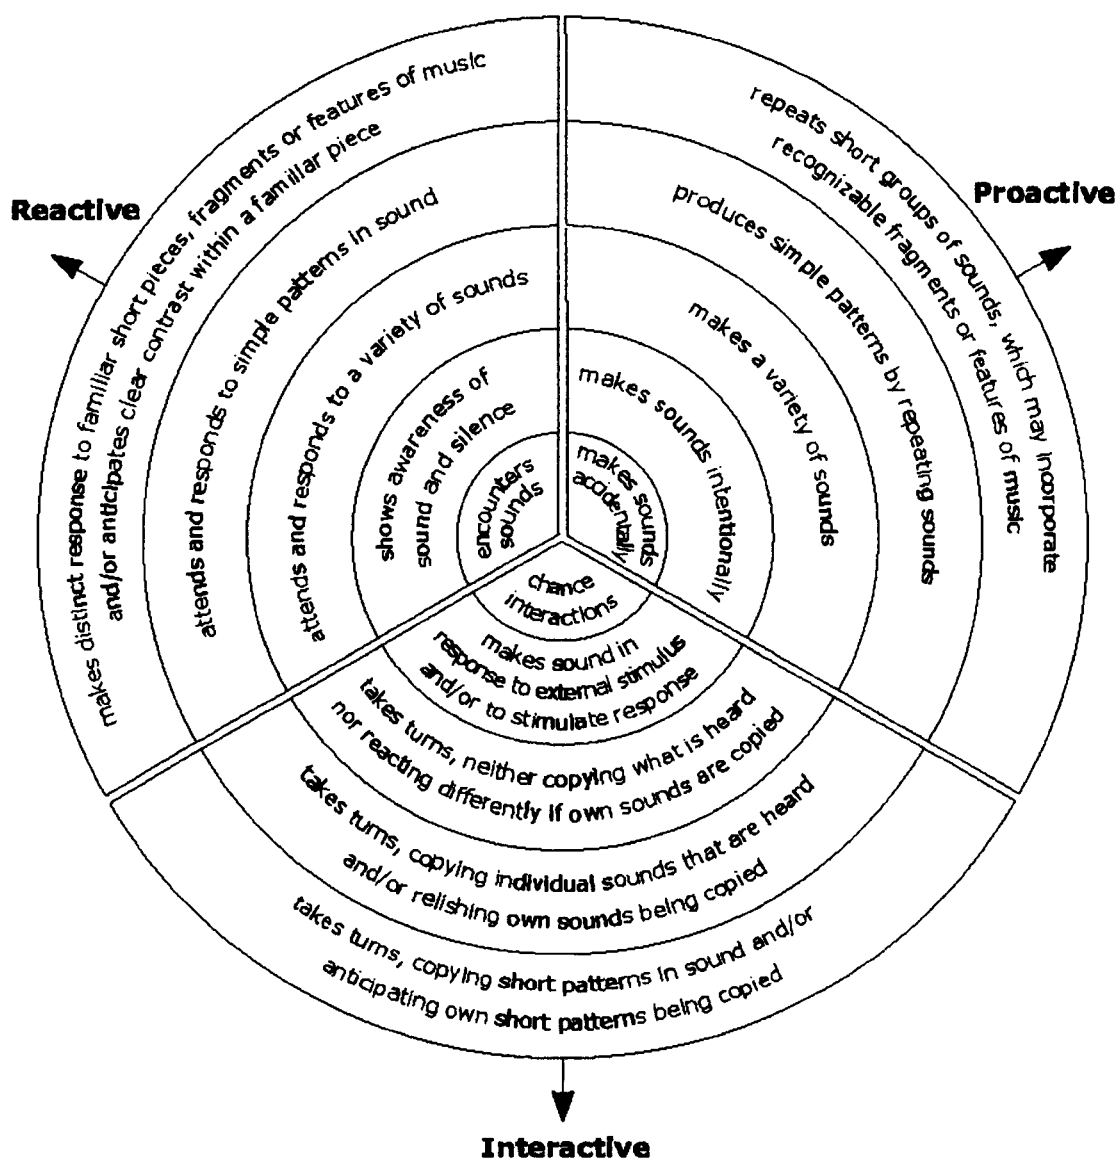 Reactive
makes distinct response to familiar short pieces, fragments or features of music
and/or anticipates clear contrast within a familiar piece
attends and responds to simple patterns in sound
attends and responds to a variety of sounds
shows awareness of
sound and silence
encounters
sounds
Proactive
repeats short groups of sounds, which may incorporate
recognizable fragments or features of music
produces simple patterns by repeating sounds
makes a variety of sounds
makes sounds intentionally
makes sounds
accidentally
chance
interactions
makes sound in
response to external stimulus
and/or to stimulate response
takes turns, neither copying what is heard
nor reacting differently if own sounds are copied
takes turns, copying individual sounds that are heard
and/or relishing own sounds being copied
takes turns, copying short patterns in sound and/or
anticipating own short patterns being copied
Interactive